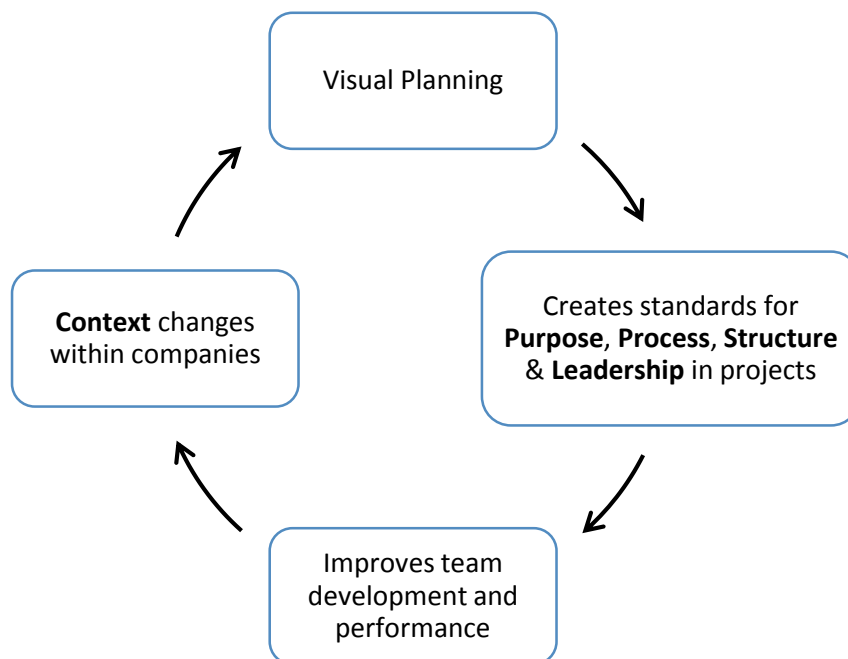 Visual Planning
Creates standards for
Purpose, Process, Structure
& Leadership in projects
Improves team
development and
performance
Context changes
within companies